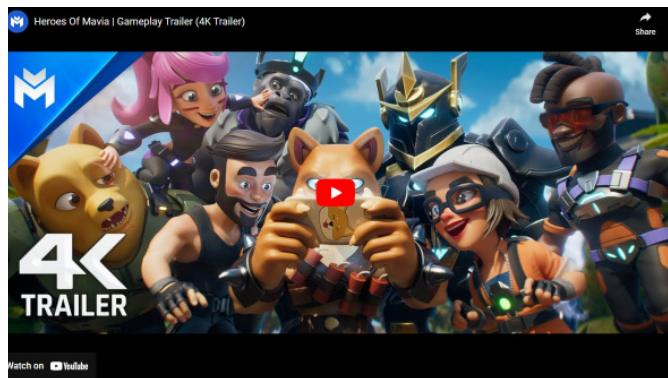 Heroes Of Mavia | Gameplay Trailer (4K Trailer)
Share
4K
TRAILER
Watch on YouTube